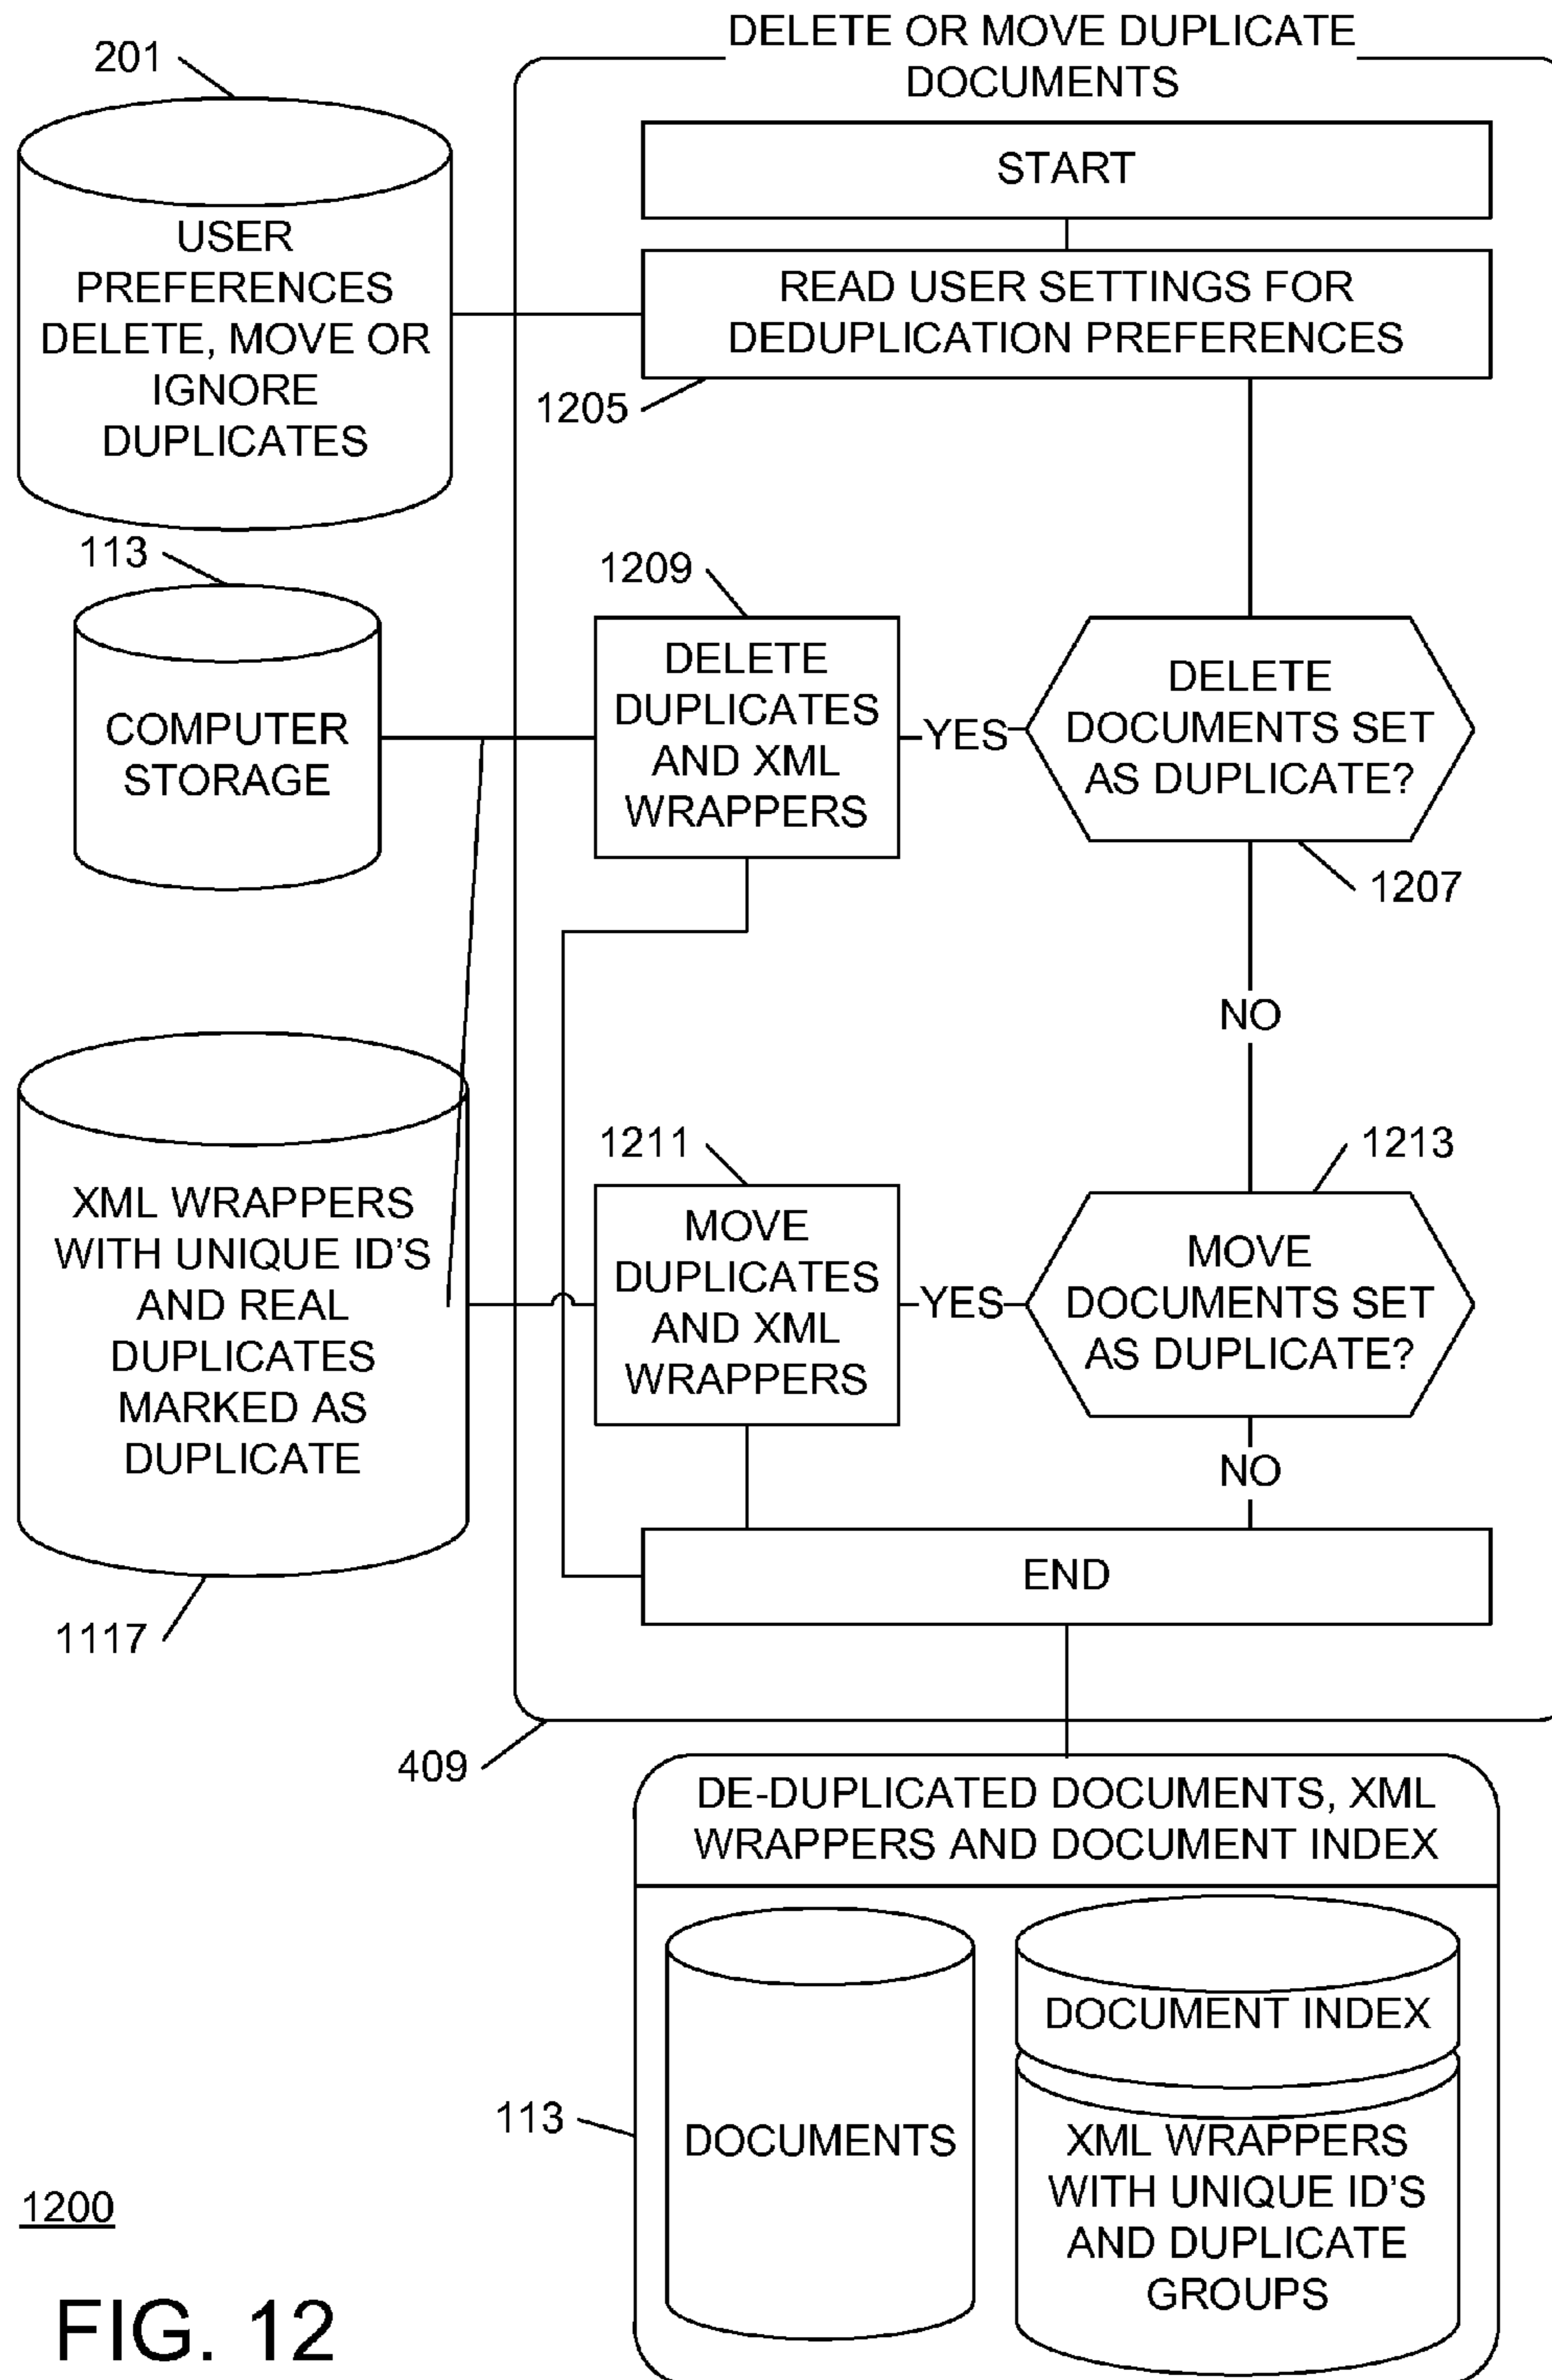 DELETE OR MOVE DUPLICATE
DOCUMENTS
201
START
USER
PREFERENCES
DELETE, MOVE OR
IGNORE
DUPLICATES
READ USER SETTINGS FOR
DEDUPLICATION PREFERENCES
1205
113
1209
COMPUTER
STORAGE
DELETE
DUPLICATES
AND XML
WRAPPERS
YES
DELETE
DOCUMENTS SET
AS DUPLICATE?
1207
NO
1211
1213
XML WRAPPERS
WITH UNIQUE ID'S
AND REAL
DUPLICATES
MARKED AS
DUPLICATE
MOVE
DUPLICATES
AND XML
WRAPPERS
YES
MOVE
DOCUMENTS SET
AS DUPLICATE?
NO
END
1117
409
DE-DUPLICATED DOCUMENTS, XML
WRAPPERS AND DOCUMENT INDEX
DOCUMENT INDEX
113
DOCUMENTS
XML WRAPPERS
WITH UNIQUE ID'S
AND DUPLICATE
GROUPS
1200
FIG. 12